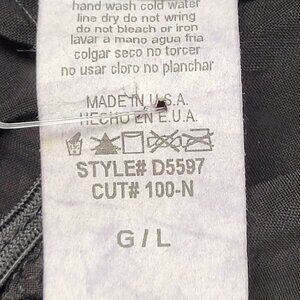 hand wash cold water
line dry do not wring
do not bleach or iron
lavar a mano agua fria
colgar seco no torcer
no usar cloro no planchar
MADE IN U.S.A.
HECHO EN E.U.A.
STYLE# D5597
CUT# 100-N
G / L